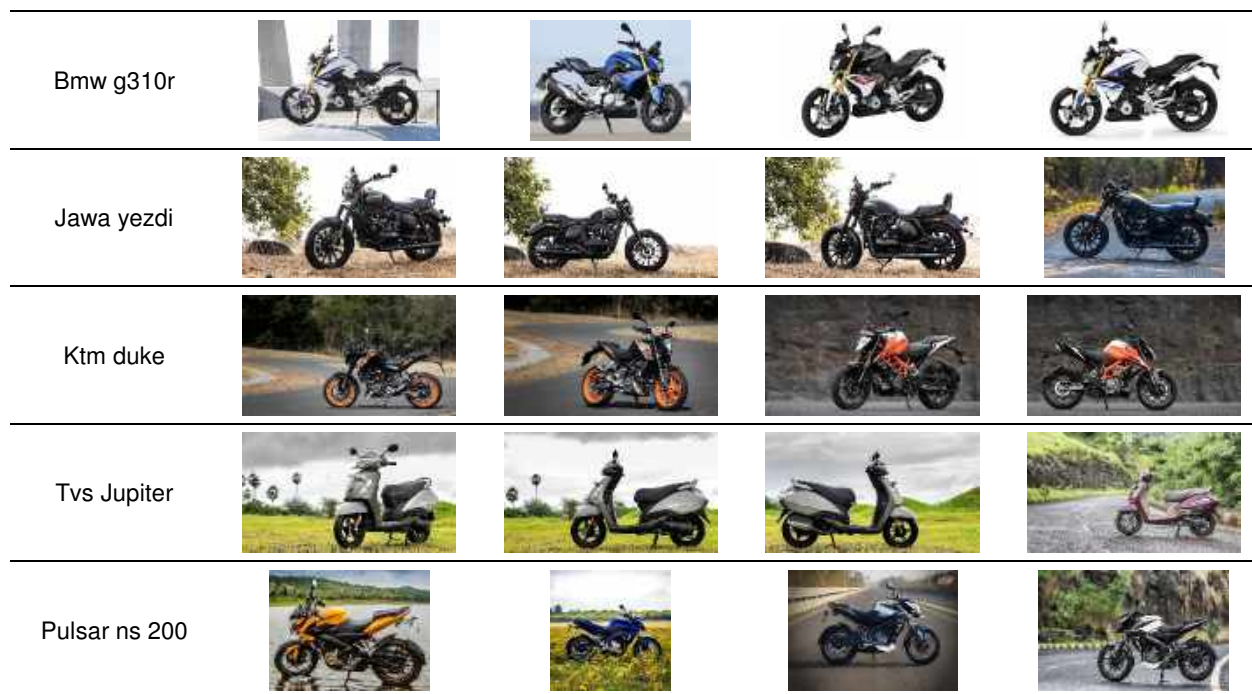 Bmw g310r
Jawa yezdi
Ktm duke
Tvs Jupiter
Pulsar ns 200